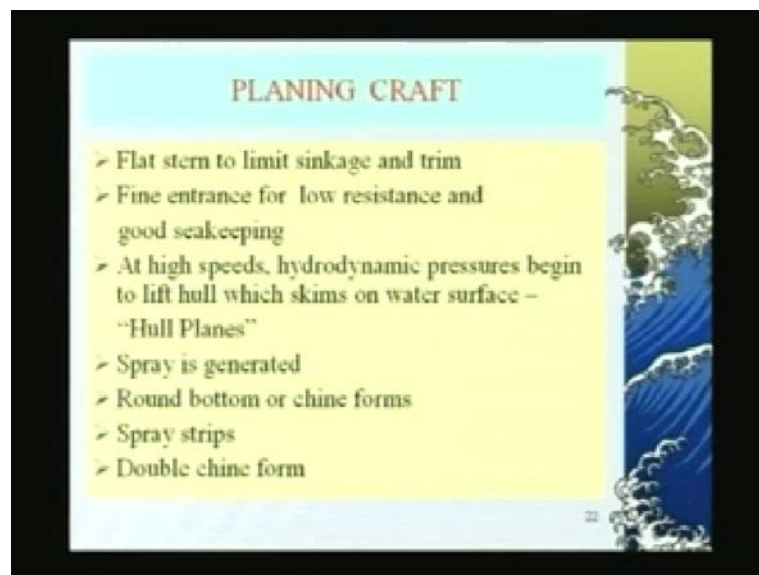 PLANING CRAFT
➢ Flat stern to limit sinkage and trim
➢ Fine entrance for low resistance and
good seakeeping
➢ At high speeds, hydrodynamic pressures begin
to lift hull which skims on water surface –
“Hull Planes”
➢ Spray is generated
➢ Round bottom or chine forms
➢ Spray strips
➢ Double chine form
22